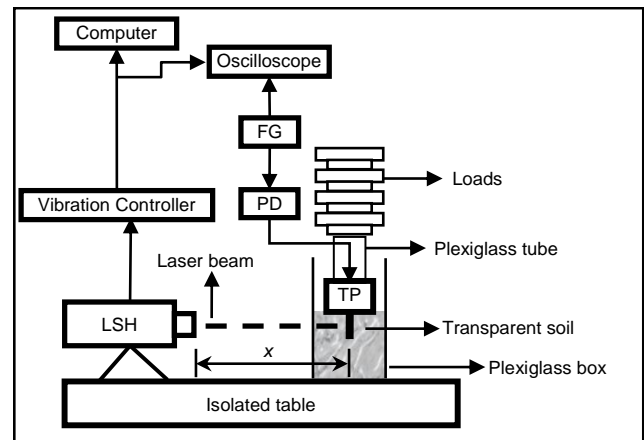 Computer
Oscilloscope
FG
Loads
Vibration Controller
PD
Plexiglass tube
Laser beam
TP
LSH
Transparent soil
x
Plexiglass box
Isolated table